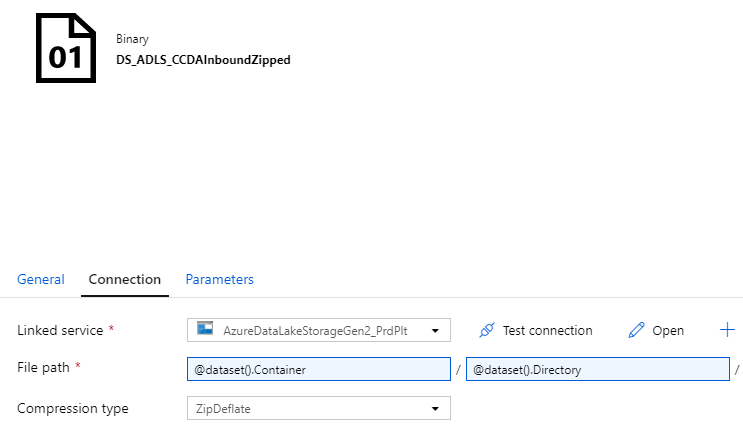 01
Binary
DS_ADLS_CCDAInboundZipped
General Connection Parameters
Linked service * AzureDataLakeStorageGen2_PrdPlt Test connection Open
File path * @dataset().Container / @dataset().Directory /
Compression type ZipDeflate